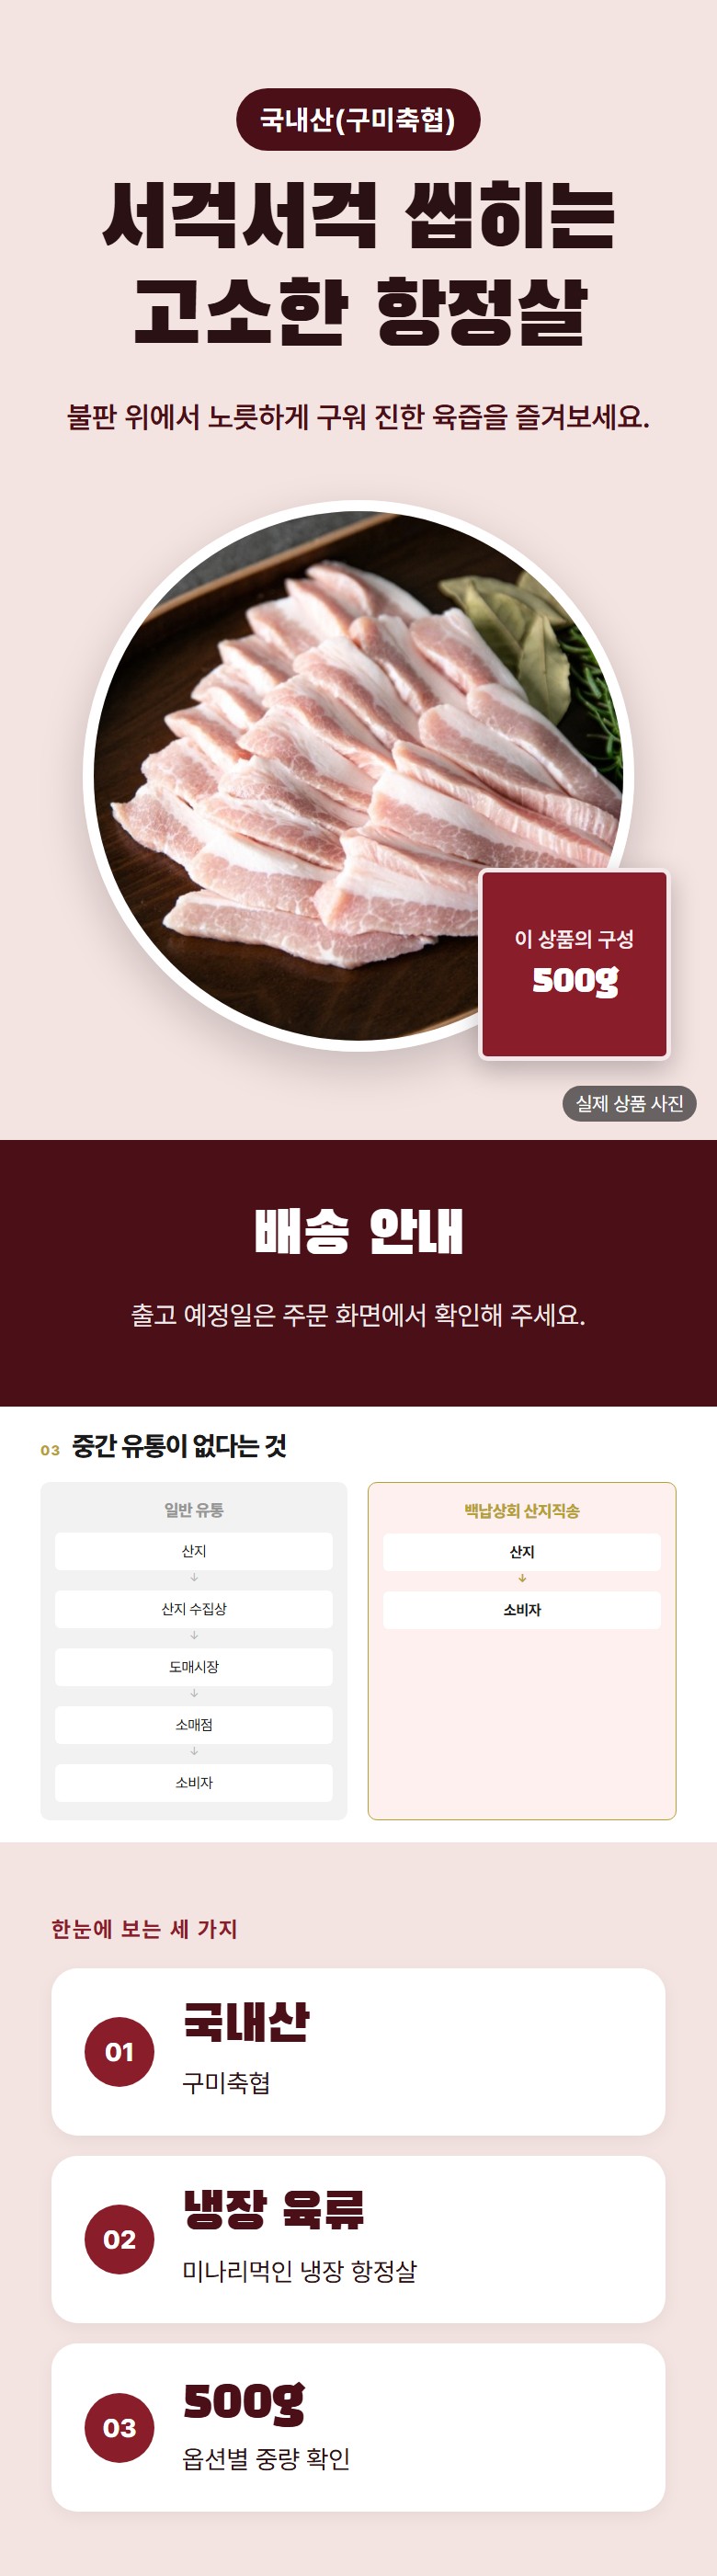 국내산(구미축협)
서걱서걱 씹히는
고소한 항정살
불판 위에서 노릇하게 구워 진한 육즙을 즐겨보세요.
이 상품의 구성
500g
실제 상품 사진
배송 안내
출고 예정일은 주문 화면에서 확인해 주세요.
03 중간 유통이 없다는 것
일반 유통
산지
↓
산지 수집상
↓
도매시장
↓
소매점
↓
소비자
백납상회 산지직송
산지
↓
소비자
한눈에 보는 세 가지
01
국내산
구미축협
02
냉장 육류
미나리먹인 냉장 항정살
03
500g
옵션별 중량 확인